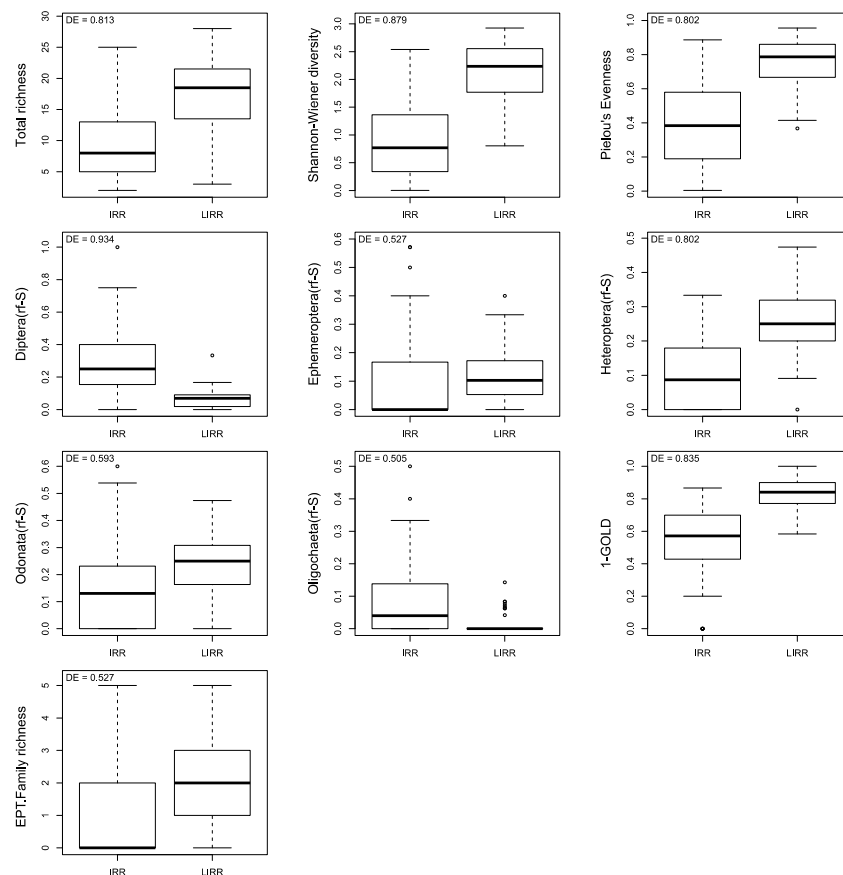 DE = 0.813
Total richness
30
25
20
15
10
5
IRR
LIRR
DE = 0.879
Shannon-Wiener diversity
3.0
2.5
2.0
1.5
1.0
0.5
0.0
IRR
LIRR
DE = 0.802
Pielou's Evenness
1.0
0.8
0.6
0.4
0.2
0.0
IRR
LIRR
DE = 0.934
Diptera(rf-S)
1.0
0.8
0.6
0.4
0.2
0.0
IRR
LIRR
DE = 0.527
Ephemeroptera(rf-S)
0.6
0.5
0.4
0.3
0.2
0.1
0.0
IRR
LIRR
DE = 0.802
Heteroptera(rf-S)
0.5
0.4
0.3
0.2
0.1
0.0
IRR
LIRR
DE = 0.593
Odonata(rf-S)
0.6
0.5
0.4
0.3
0.2
0.1
0.0
IRR
LIRR
DE = 0.505
Oligochaeta(rf-S)
0.5
0.4
0.3
0.2
0.1
0.0
IRR
LIRR
DE = 0.835
1-GOLD
1.0
0.8
0.6
0.4
0.2
0.0
IRR
LIRR
DE = 0.527
EPT.Family richness
5
4
3
2
1
0
IRR
LIRR